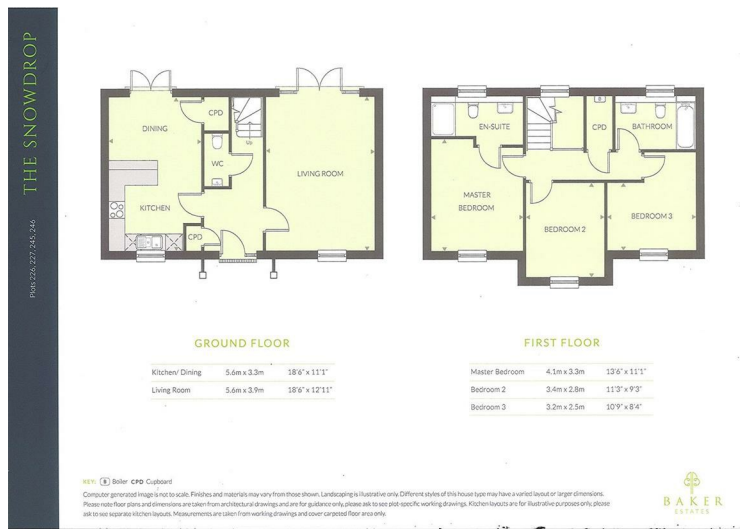 THE SNOWDROP
Plots 226, 227, 245, 246
DINING
CPD
WC
Up
LIVING ROOM
KITCHEN
CPD
EN-SUITE
CPD
B
BATHROOM
MASTER
BEDROOM
BEDROOM 2
BEDROOM 3
GROUND FLOOR
Kitchen/ Dining 5.6m x 3.3m 18'6" x 11'1"
Living Room 5.6m x 3.9m 18'6" x 12'11"
FIRST FLOOR
Master Bedroom 4.1m x 3.3m 13'6" x 11'1"
Bedroom 2 3.4m x 2.8m 11'3" x 9'3"
Bedroom 3 3.2m x 2.5m 10'9" x 8'4"
KEY: B Boiler CPD Cupboard
Computer generated image is not to scale. Finishes and materials may vary from those shown. Landscaping is illustrative only. Different styles of this house type may have a varied layout or larger dimensions.
Please note floor plans and dimensions are taken from architectural drawings and are for guidance only, please ask to see plot-specific working drawings. Kitchen layouts are for illustrative purposes only, please
ask to see separate kitchen layouts. Measurements are taken from working drawings and cover carpeted floor area only.
BAKER
ESTATES